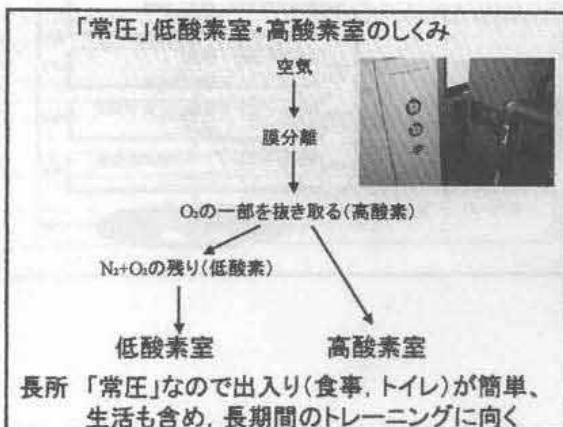 「常圧」低酸素室・高酸素室のしくみ
空気
膜分離
O₂の一部を抜き取る(高酸素)
N₂+O₂の残り(低酸素)
低酸素室 高酸素室
長所 「常圧」なので出入り(食事, トイレ)が簡単、
生活も含め, 長期間のトレーニングに向く